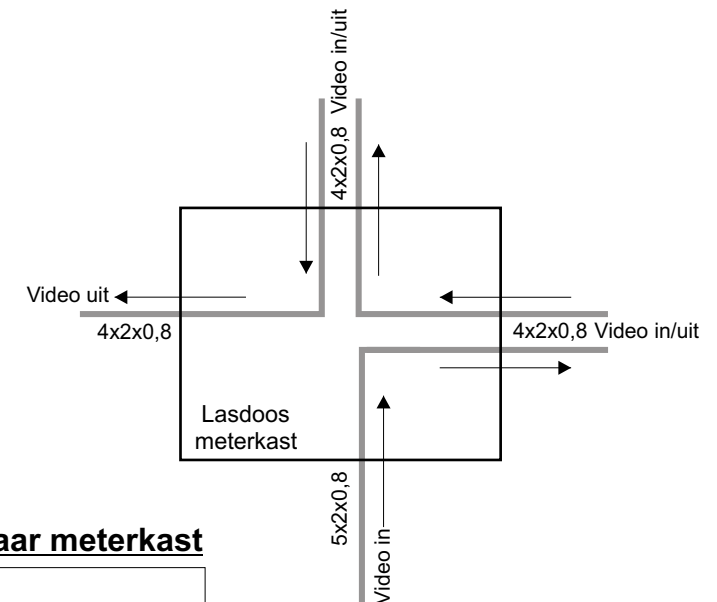 Video in/uit
4x2x0,8
Video uit
4x2x0,8
4x2x0,8 Video in/uit
Lasdoos
meterkast
5x2x0,8
Video in
aar meterkast